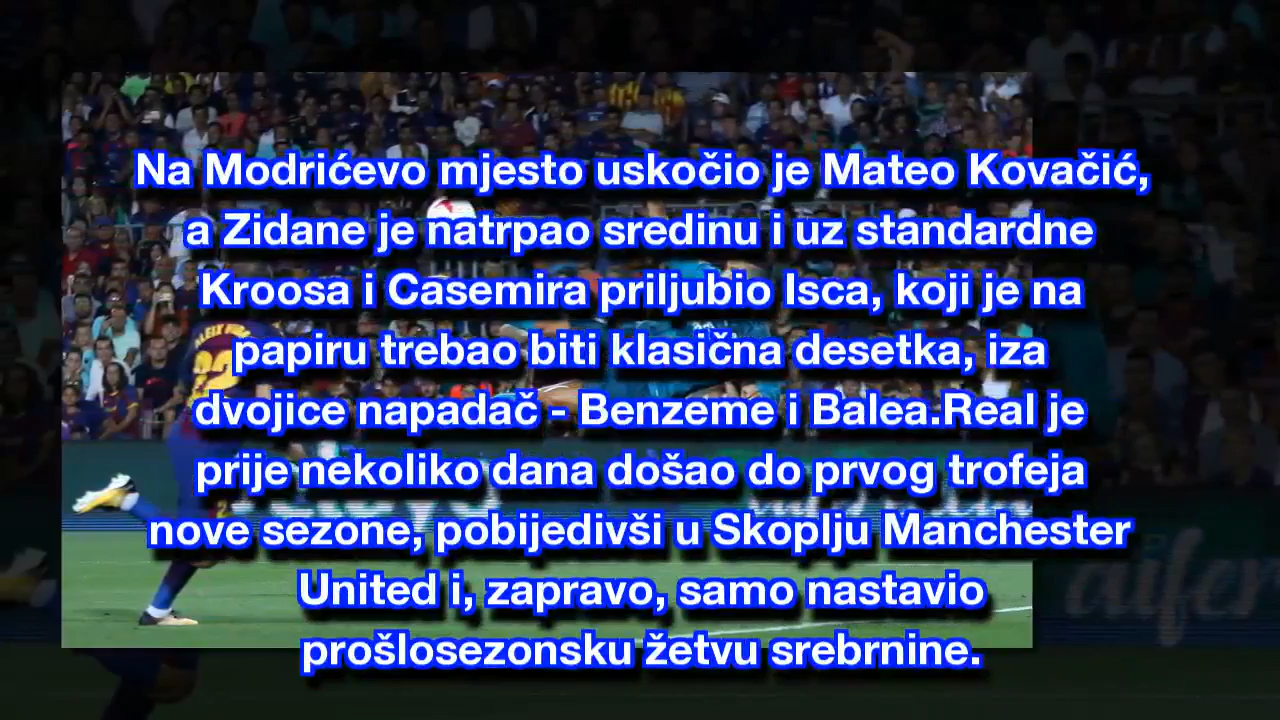 Na Modrićevo mjesto uskočio je Mateo Kovačić,
a Zidane je natrpao sredinu i uz standardne
Kroosa i Casemira priljubio Isca, koji je na
papiru trebao biti klasična desetka, iza
dvojice napadač - Benzeme i Balea.Real je
prije nekoliko dana došao do prvog trofeja
nove sezone, pobijedivši u Skoplju Manchester
United i, zapravo, samo nastavio
prošlosezonsku žetvu srebrnine.
ALEIX
22